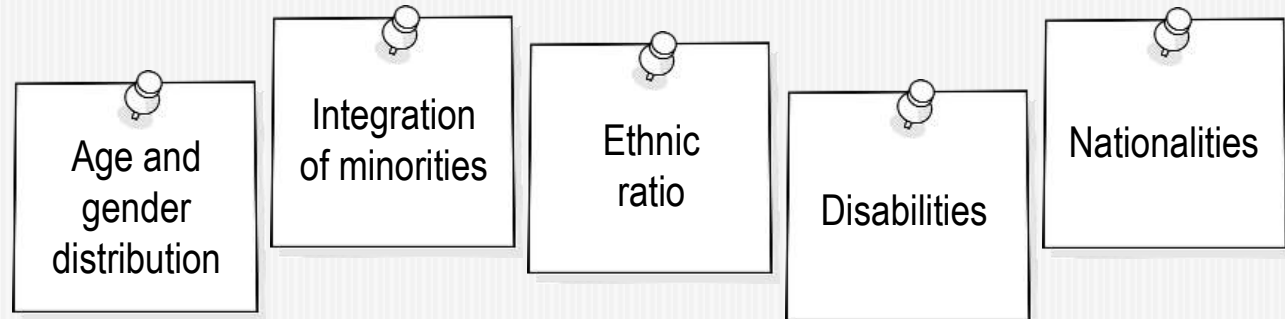 Age and
gender
distribution
Integration
of minorities
Ethnic
ratio
Disabilities
Nationalities